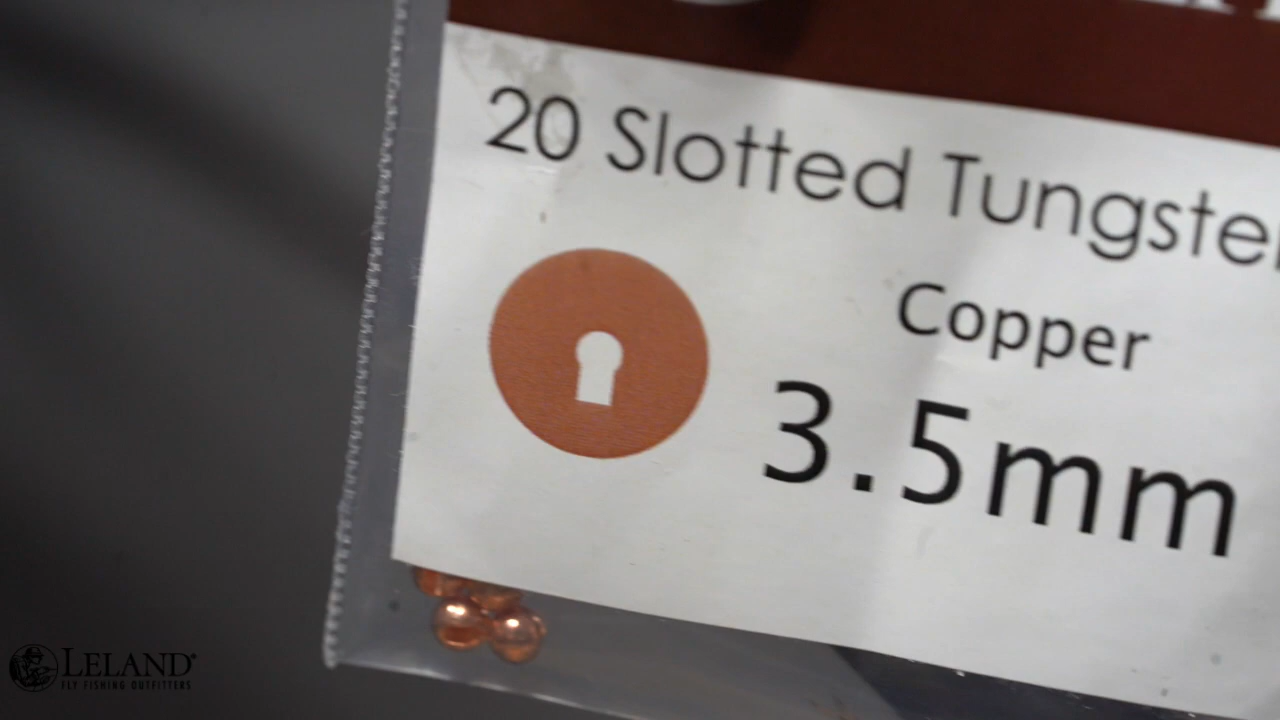 20 Slotted Tungste
Copper
3.5mm
LELAND
FLY FISHING OUTFITTERS